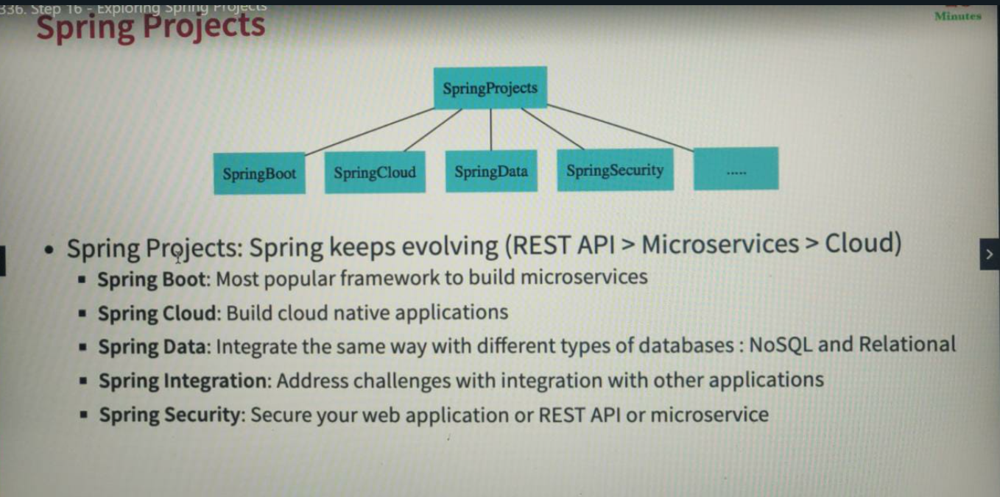 336. Step 16 - Exploring Spring Projects
Minutes
Spring Projects
SpringProjects
SpringBoot
SpringCloud
SpringData
SpringSecurity
.....
• Spring Projects: Spring keeps evolving (REST API > Microservices > Cloud)
▪ Spring Boot: Most popular framework to build microservices
▪ Spring Cloud: Build cloud native applications
▪ Spring Data: Integrate the same way with different types of databases : NoSQL and Relational
▪ Spring Integration: Address challenges with integration with other applications
▪ Spring Security: Secure your web application or REST API or microservice